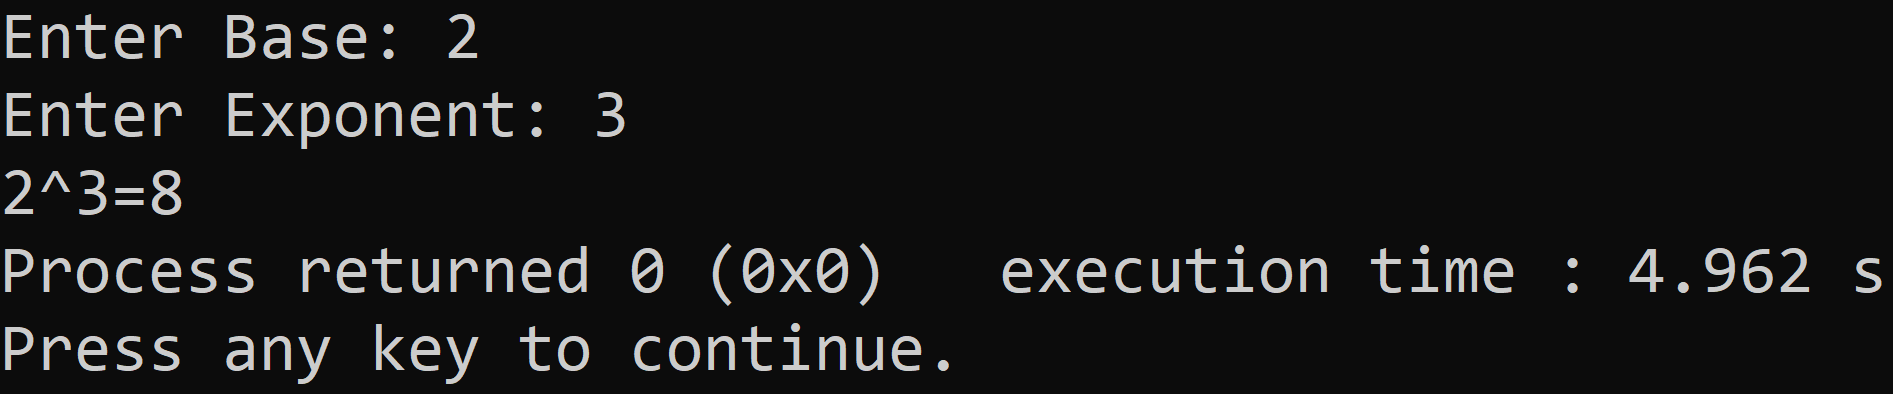 Enter Base: 2
Enter Exponent: 3
2^3=8
Process returned 0 (0x0)   execution time : 4.962 s
Press any key to continue.